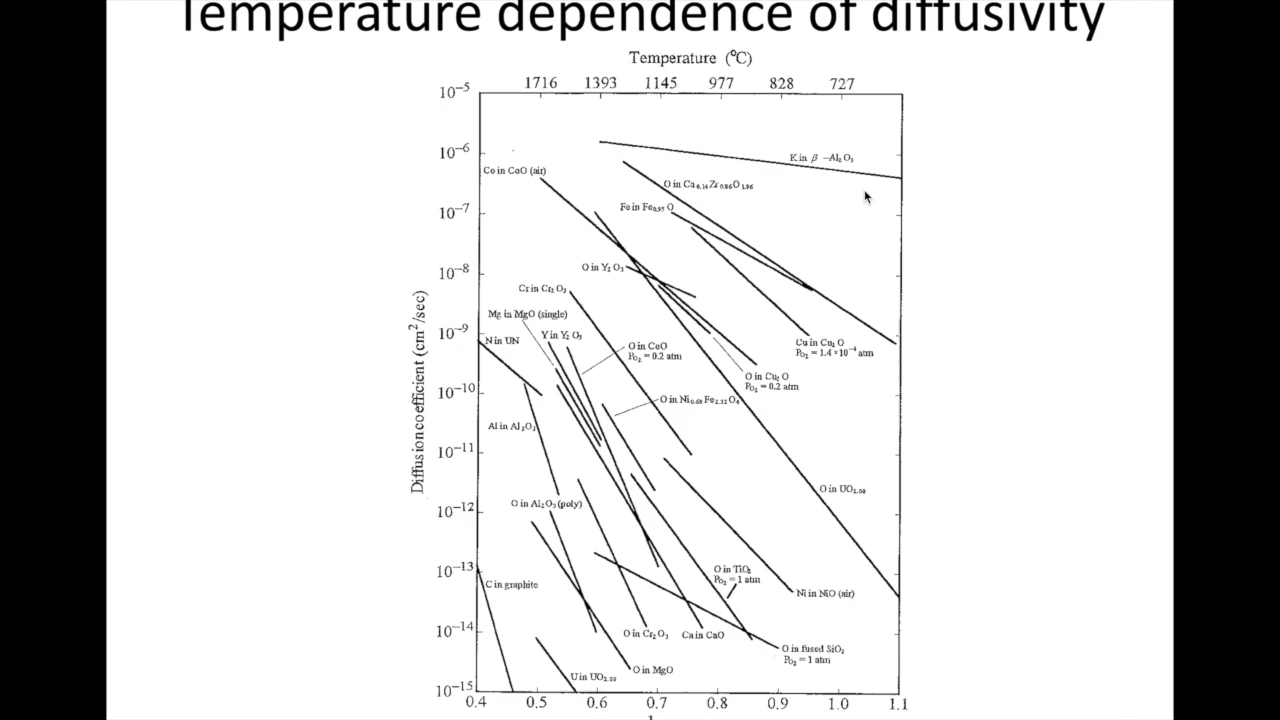 Temperature dependence of diffusivity
Temperature (°C)
1716 1393 1145 977 828 727
10⁻⁵
10⁻⁶
10⁻⁷
10⁻⁸
10⁻⁹
10⁻¹⁰
10⁻¹¹
10⁻¹²
10⁻¹³
10⁻¹⁴
10⁻¹⁵
Diffusion coefficient (cm²/sec)
K in β –Al₂O₃
Co in CoO (air)
O in Ca₀.₁₄Zr₀.₈₆O₁.₈₆
Fe in Fe₀.₉₅O
O in Y₂O₃
Cr in Cr₂O₃
Mg in MgO (single)
N in UN
Y in Y₂O₃
O in CoO
P_O₂ = 0.2 atm
Cu in Cu₂O
P_O₂ = 1.4 × 10⁻⁴ atm
O in Cu₂O
P_O₂ = 0.2 atm
O in Ni₀.₆₈Fe₂.₃₂O₄
Al in Al₂O₃
O in UO₂.₀₀
O in Al₂O₃ (poly)
C in graphite
O in TiO₂
P_O₂ = 1 atm
Ni in NiO (air)
O in Cr₂O₃
Ca in CaO
O in fused SiO₂
P_O₂ = 1 atm
O in MgO
U in UO₂.₀₀
0.4 0.5 0.6 0.7 0.8 0.9 1.0 1.1